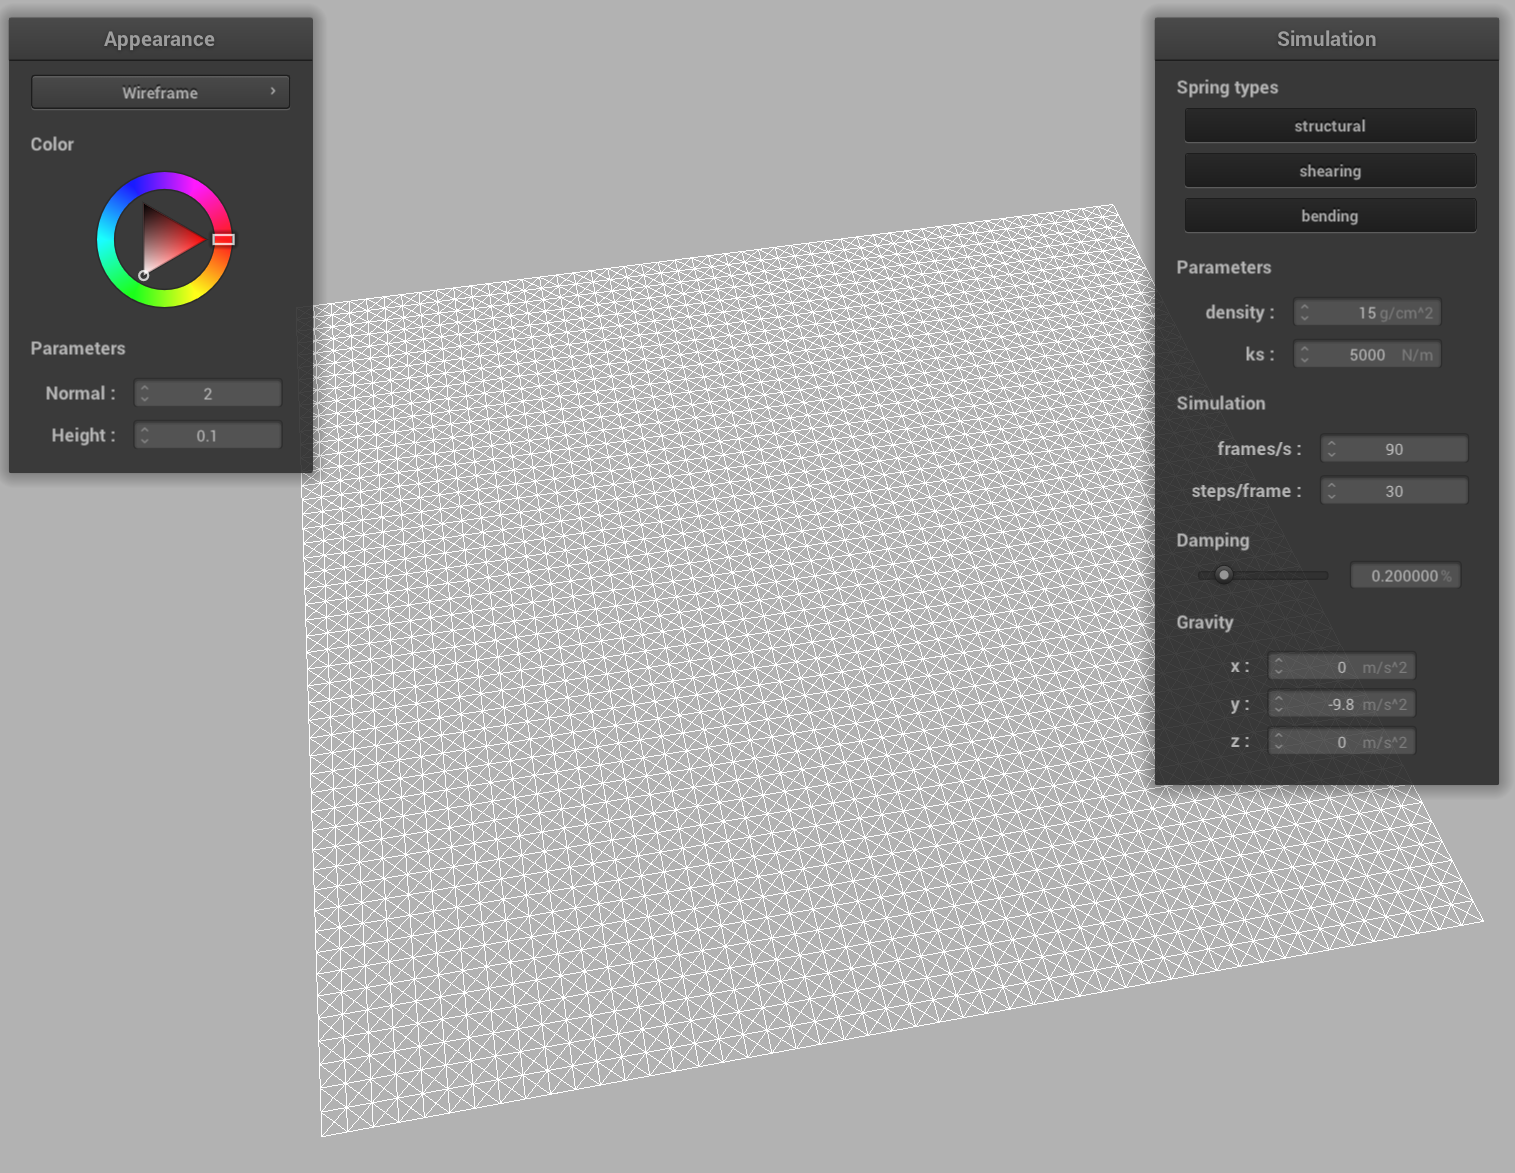 Appearance
Wireframe
Color
Parameters
Normal : 2
Height : 0.1
Simulation
Spring types
structural
shearing
bending
Parameters
density : 15 g/cm^2
ks : 5000 N/m
Simulation
frames/s : 90
steps/frame : 30
Damping
0.200000 %
Gravity
x : 0 m/s^2
y : -9.8 m/s^2
z : 0 m/s^2